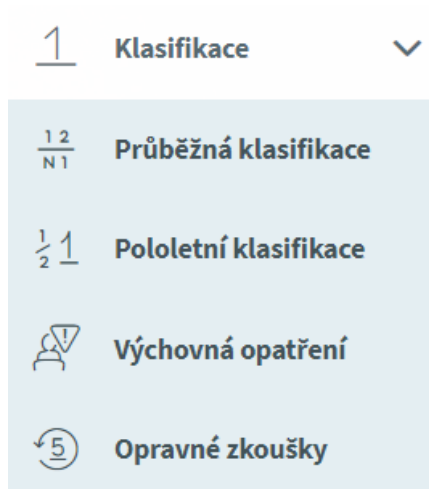 1 Klasifikace
1 2
N 1 Průběžná klasifikace
1/2 1 Pololetní klasifikace
! Výchovná opatření
5 Opravné zkoušky